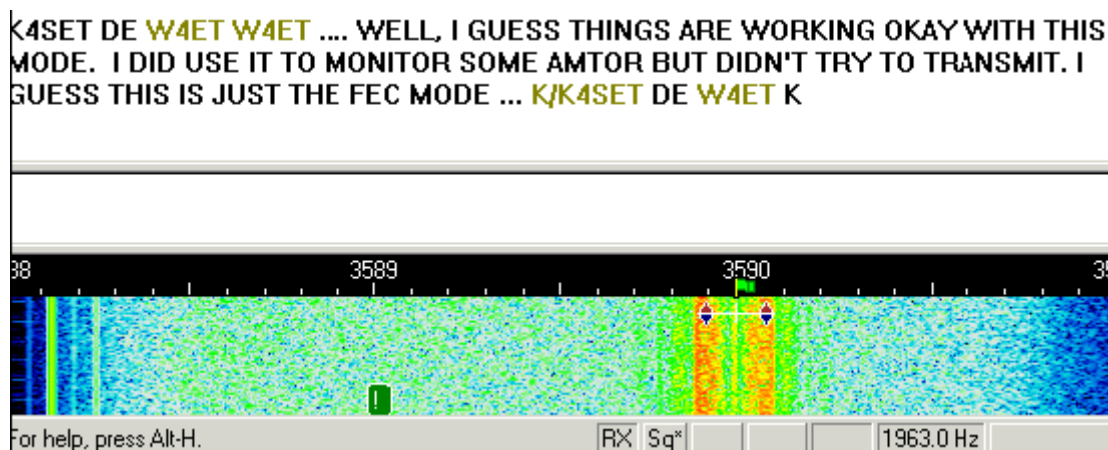 K4SET DE W4ET W4ET .... WELL, I GUESS THINGS ARE WORKING OKAY WITH THIS
MODE.  I DID USE IT TO MONITOR SOME AMTOR BUT DIDN'T TRY TO TRANSMIT. I
GUESS THIS IS JUST THE FEC MODE ... K/K4SET DE W4ET K
38 3589 3590
!
For help, press Alt-H. RX Sq* 1963.0 Hz